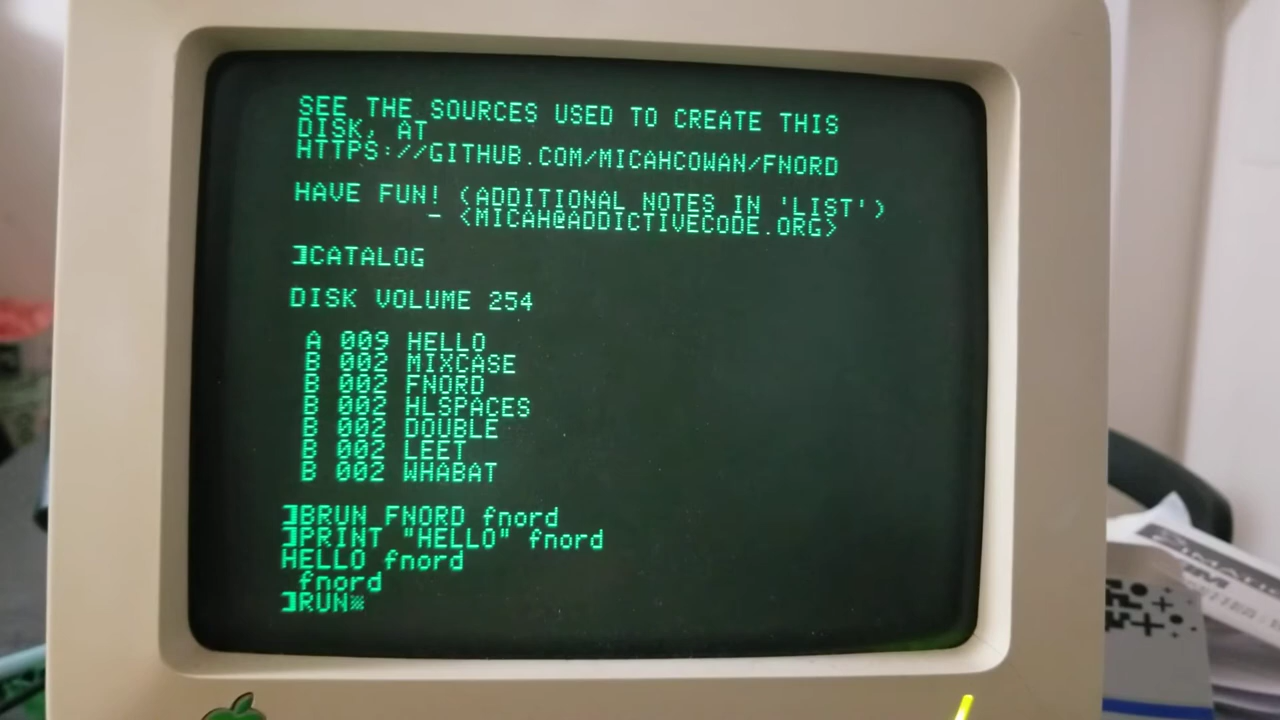 SEE THE SOURCES USED TO CREATE THIS
DISK, AT
HTTPS://GITHUB.COM/MICAHCOWAN/FNORD
HAVE FUN! (ADDITIONAL NOTES IN 'LIST')
- <MICAH@ADDICTIVECODE.ORG>
]CATALOG
DISK VOLUME 254
A 009 HELLO
B 002 MIXCASE
B 002 FNORD
B 002 HLSPACES
B 002 DOUBLE
B 002 LEET
B 002 WHABAT
]BRUN FNORD fnord
]PRINT "HELLO" fnord
HELLO fnord
fnord
]RUN